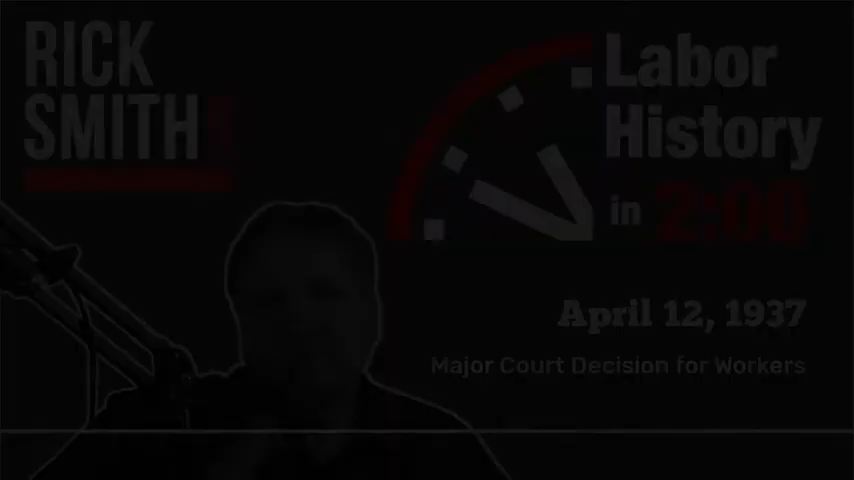 RICK
SMITH
Labor
History
in 2:00
April 12, 1937
Major Court Decision for Workers